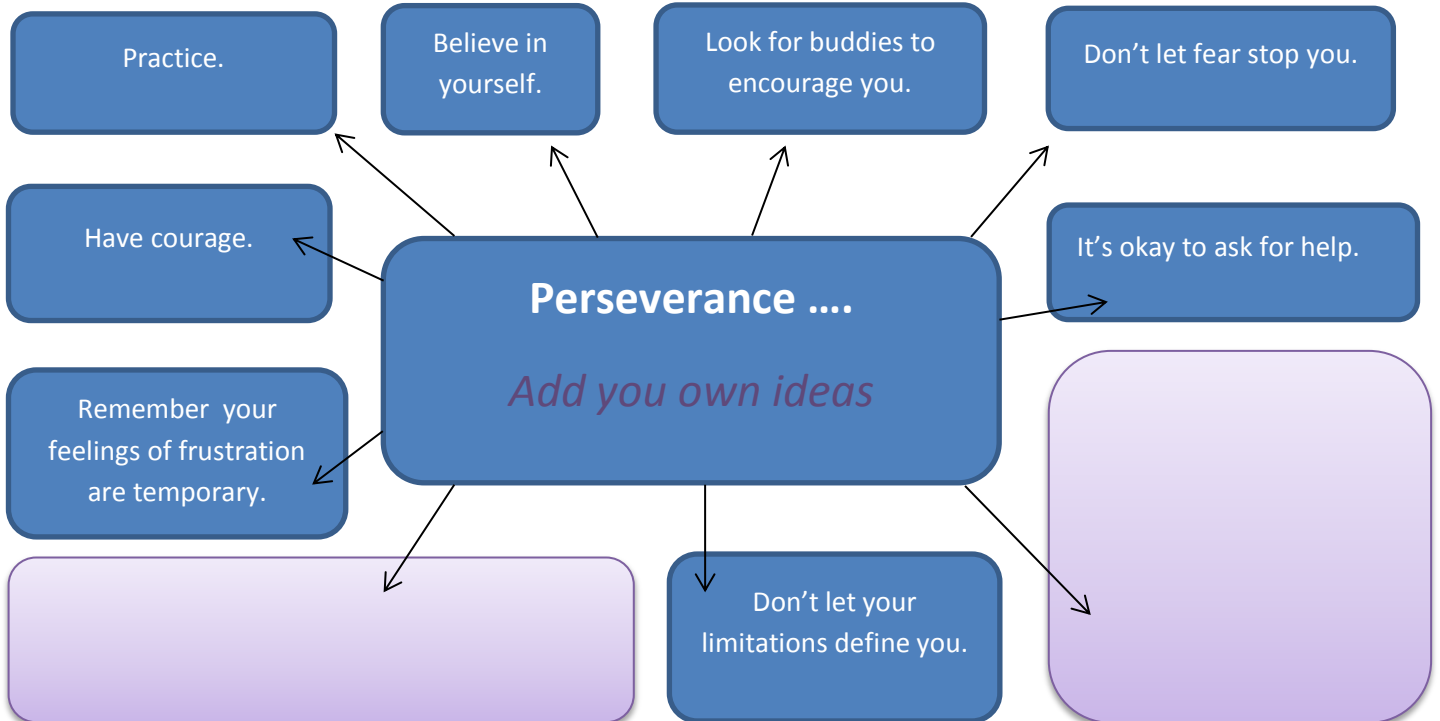 Practice.
Believe in
yourself.
Look for buddies to
encourage you.
Don’t let fear stop you.
Have courage.
It’s okay to ask for help.
Perseverance ....
Add you own ideas
Remember  your
feelings of frustration
are temporary.
Don’t let your
limitations define you.